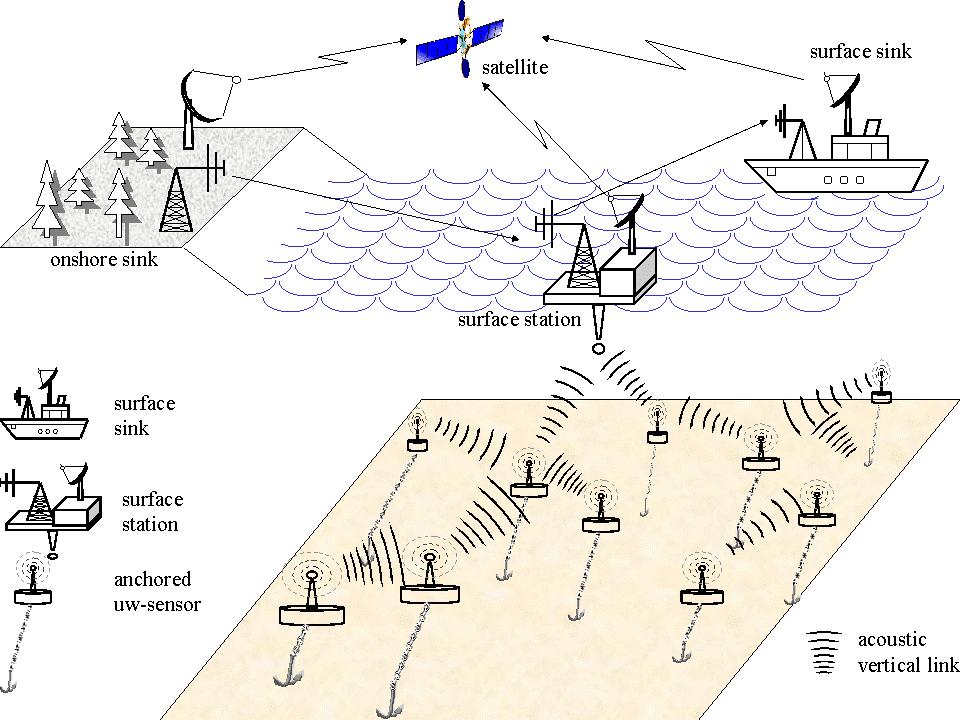 surface sink
satellite
onshore sink
surface station
surface
sink
surface
station
anchored
uw-sensor
acoustic
vertical link